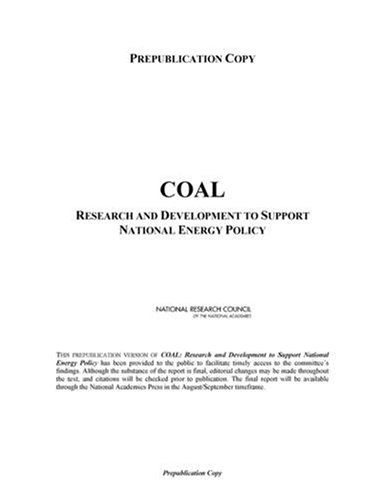 PREPUBLICATION COPY
COAL
RESEARCH AND DEVELOPMENT TO SUPPORT
NATIONAL ENERGY POLICY
NATIONAL RESEARCH COUNCIL
OF THE NATIONAL ACADEMIES
THIS PREPUBLICATION VERSION OF COAL: Research and Development to Support National
Energy Policy has been provided to the public to facilitate timely access to the committee's
findings. Although the substance of the report is final, editorial changes may be made throughout
the text, and citations will be checked prior to publication. The final report will be available
through the National Academies Press in the August/September timeframe.
Prepublication Copy